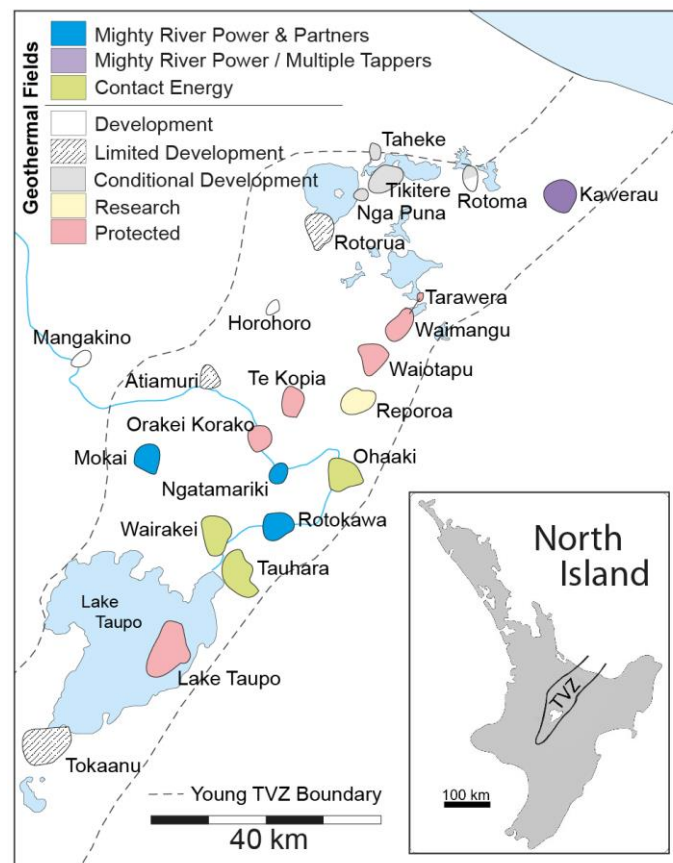 Geothermal Fields
Mighty River Power & Partners
Mighty River Power / Multiple Tappers
Contact Energy
Development
Limited Development
Conditional Development
Research
Protected
Taheke
Tikitere
Nga Puna
Rotoma
Kawerau
Rotorua
Tarawera
Horohoro
Waimangu
Mangakino
Waiotapu
Atiamuri
Te Kopia
Reporoa
Orakei Korako
Mokai
Ohaaki
Ngatamariki
Wairakei
Rotokawa
Tauhara
Lake
Taupo
Lake Taupo
Tokaanu
Young TVZ Boundary
40 km
North
Island
TVZ
100 km